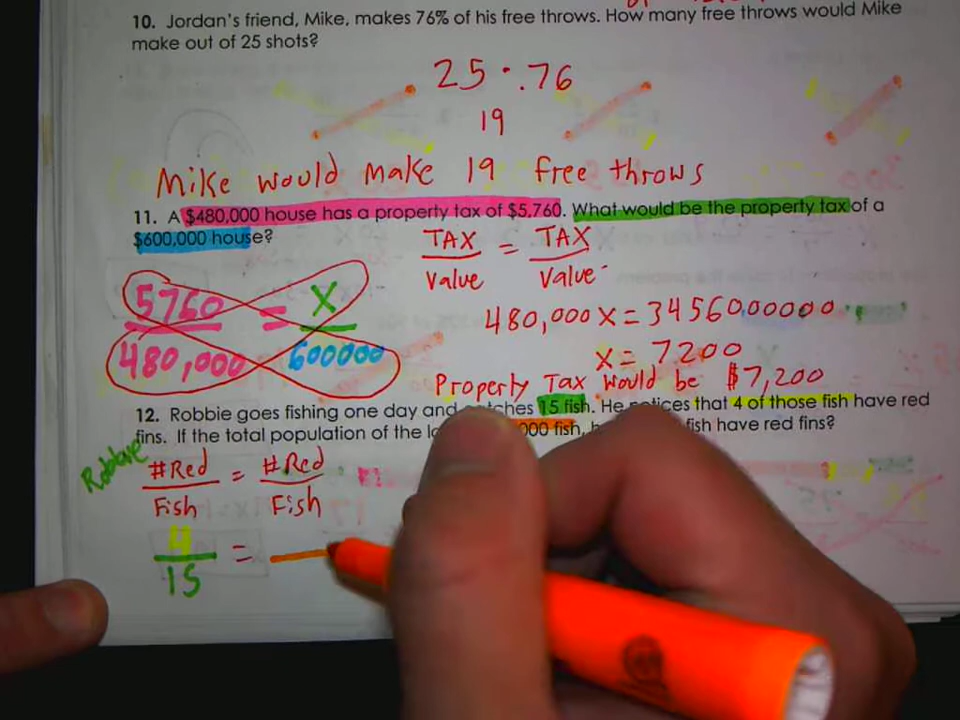 10. Jordan's friend, Mike, makes 76% of his free throws. How many free throws would Mike
make out of 25 shots?
25 · .76
19
Mike would make 19 free throws
11. A $480,000 house has a property tax of $5,760. What would be the property tax of a
$600,000 house?
TAX = TAX
Value Value
5760 = X
480,000 600000
480,000x = 3456000000
x = 7200
Property Tax would be $7,200
12. Robbie goes fishing one day and catches 15 fish. He notices that 4 of those fish have red
fins. If the total population of the 000 fish, fish have red fins?
#Red = #Red
Fish Fish
4 =
15